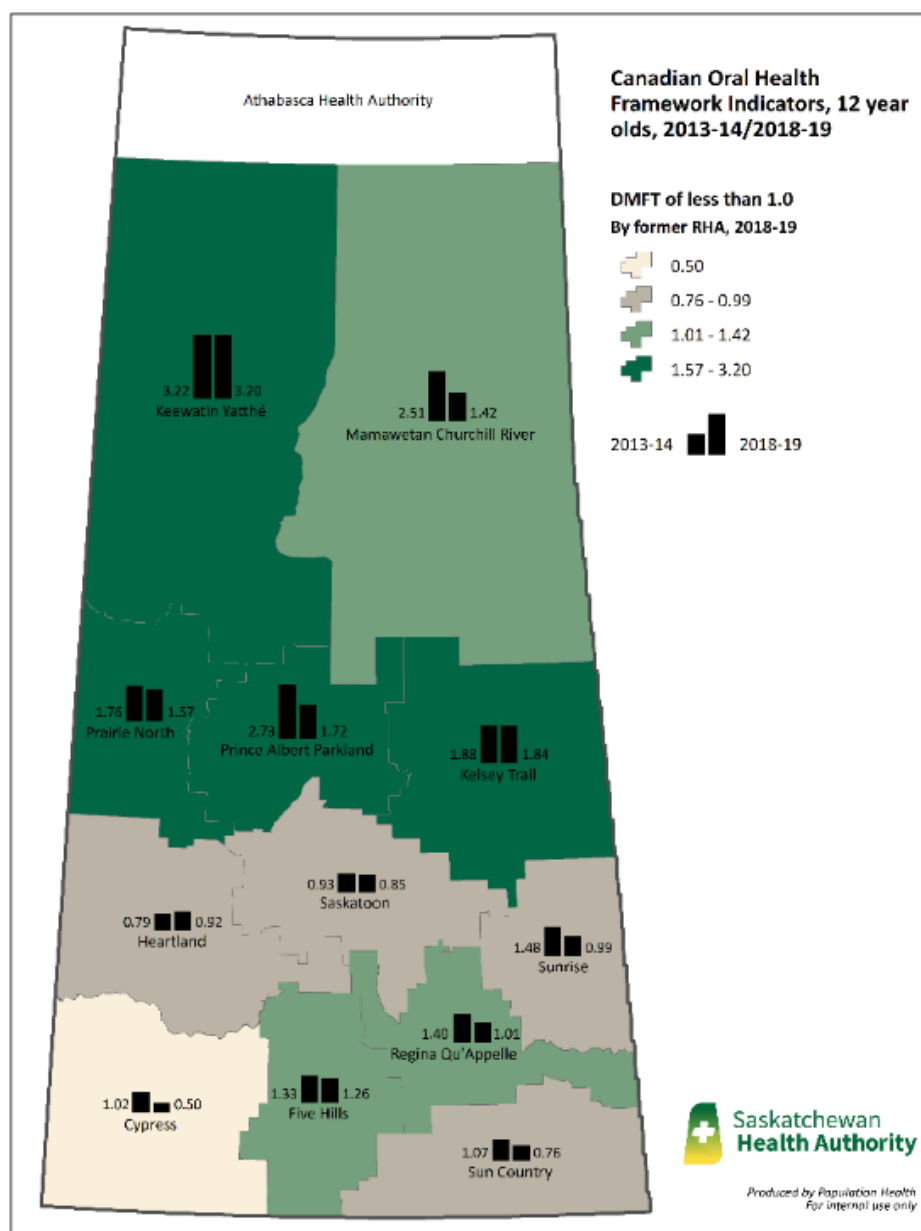 Athabasca Health Authority
Canadian Oral Health
Framework Indicators, 12 year
olds, 2013-14/2018-19
DMFT of less than 1.0
By former RHA, 2018-19
0.50
0.76 - 0.99
1.01 - 1.42
1.57 - 3.20
2013-14 2018-19
3.22 3.20
Keewatin Yatthé
2.51 1.42
Mamawetan Churchill River
1.76 1.57
Prairie North
2.73 1.72
Prince Albert Parkland
1.88 1.84
Kelsey Trail
0.93 0.85
Saskatoon
0.79 0.92
Heartland
1.48 0.99
Sunrise
1.40 1.01
Regina Qu'Appelle
1.33 1.26
Five Hills
1.02 0.50
Cypress
1.07 0.76
Sun Country
Saskatchewan
Health Authority
Produced by Population Health
For internal use only